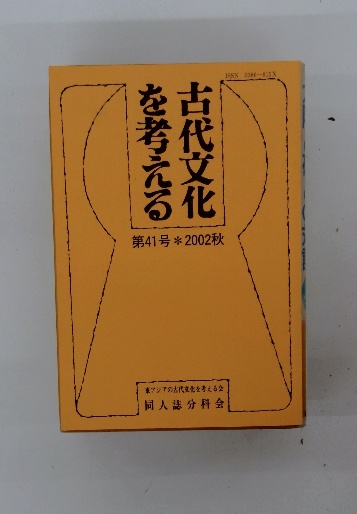 古代文化
を考える
第41号＊2002秋
東アジアの古代文化を考える会
同人誌分科会